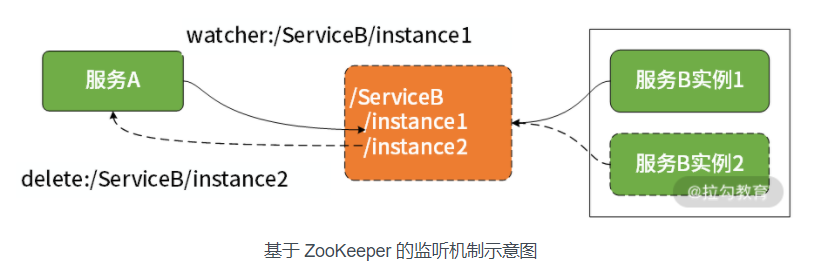 watcher:/ServiceB/instance1
服务A
/ServiceB
/instance1
/instance2
服务B实例1
服务B实例2
delete:/ServiceB/instance2
@拉勾教育
基于 ZooKeeper 的监听机制示意图